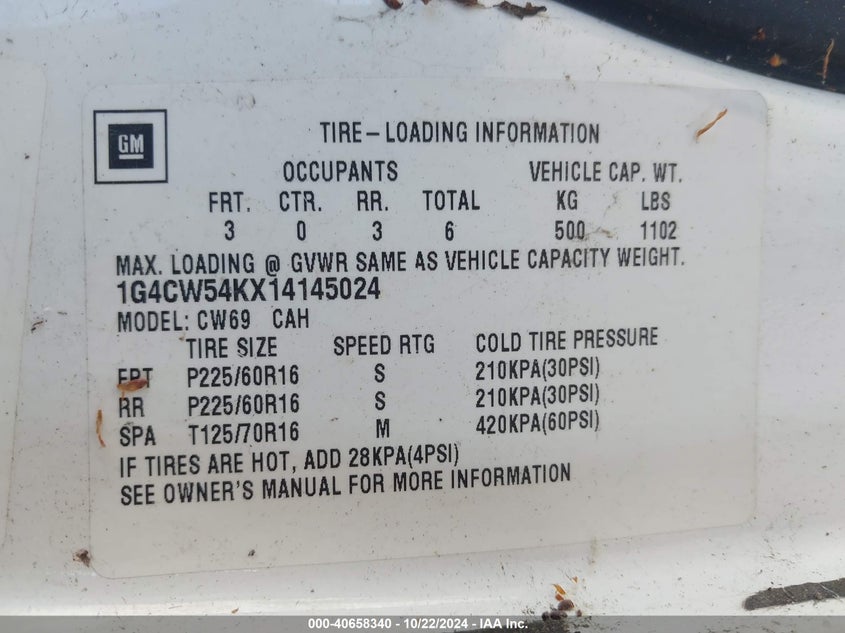 GM
TIRE–LOADING INFORMATION
OCCUPANTS VEHICLE CAP. WT.
FRT. CTR. RR. TOTAL KG LBS
3 0 3 6 500 1102
MAX. LOADING @ GVWR SAME AS VEHICLE CAPACITY WEIGHT.
1G4CW54KX14145024
MODEL: CW69 CAH
TIRE SIZE SPEED RTG COLD TIRE PRESSURE
FRT P225/60R16 S 210KPA(30PSI)
RR P225/60R16 S 210KPA(30PSI)
SPA T125/70R16 M 420KPA(60PSI)
IF TIRES ARE HOT, ADD 28KPA(4PSI)
SEE OWNER'S MANUAL FOR MORE INFORMATION
000-40658340 - 10/22/2024 - IAA Inc.